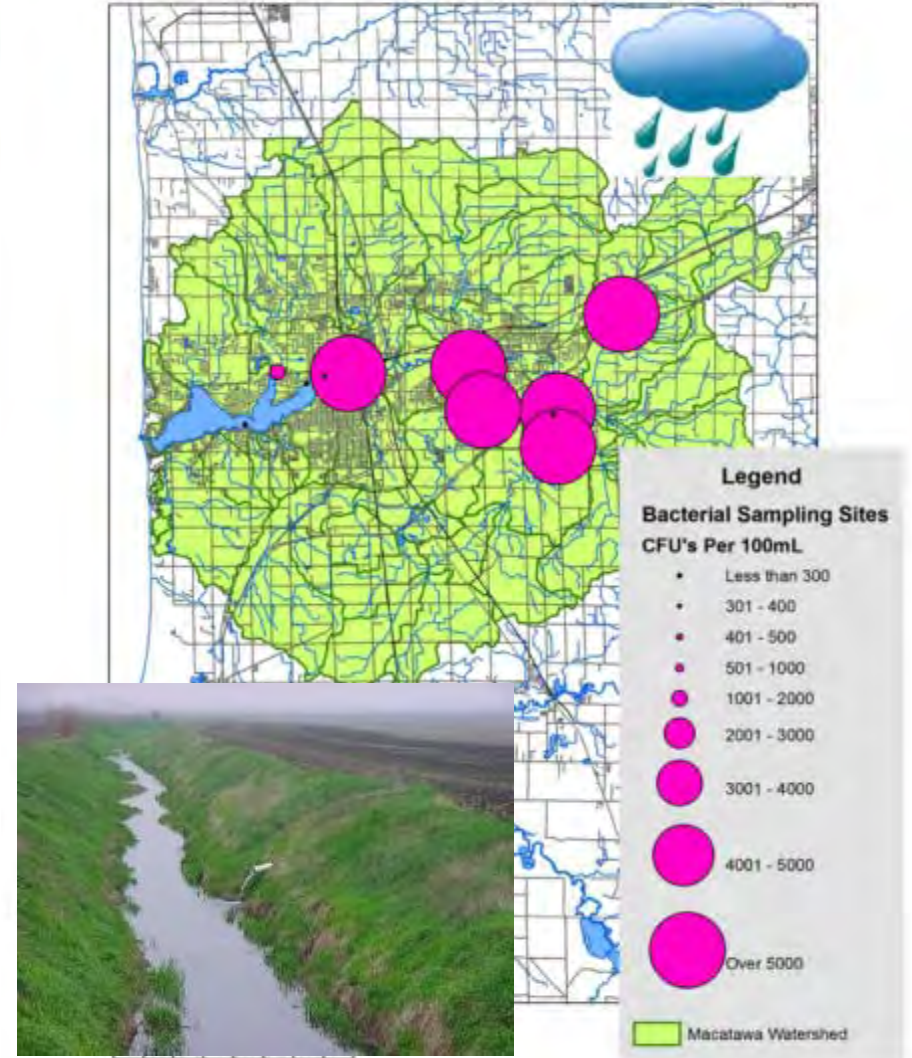 Legend
Bacterial Sampling Sites
CFU's Per 100mL
Less than 300
301 - 400
401 - 500
501 - 1000
1001 - 2000
2001 - 3000
3001 - 4000
4001 - 5000
Over 5000
Macatawa Watershed